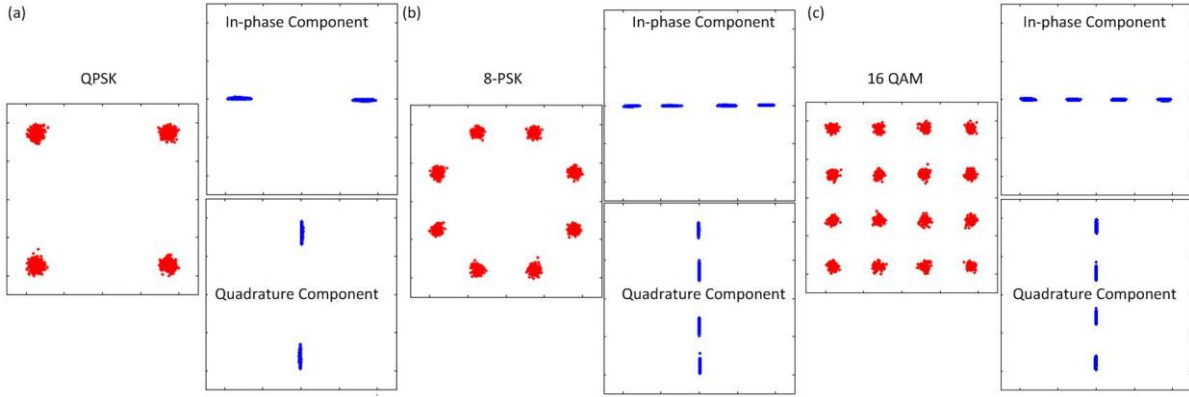 (a)
QPSK
In-phase Component
Quadrature Component
(b)
8-PSK
In-phase Component
Quadrature Component
(c)
16 QAM
In-phase Component
Quadrature Component